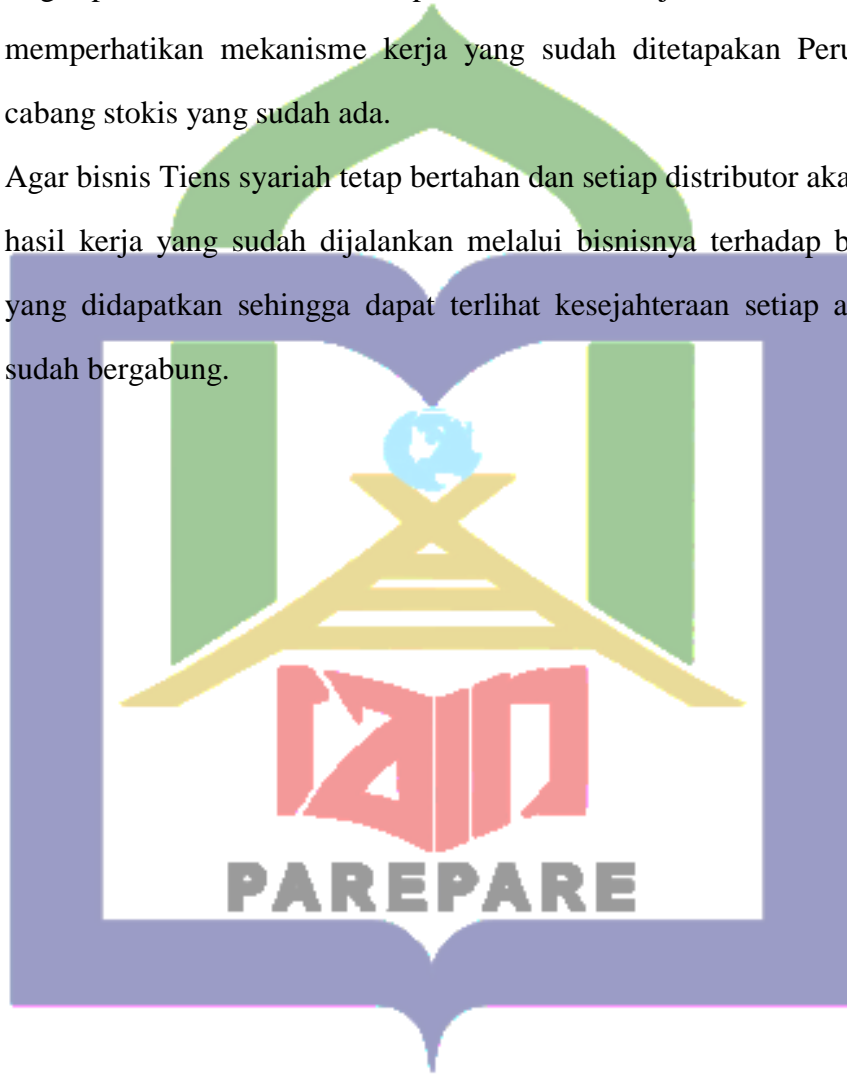 memperhatikan mekanisme kerja yang sudah ditetapakan Peru
cabang stokis yang sudah ada.
Agar bisnis Tiens syariah tetap bertahan dan setiap distributor aka
hasil kerja yang sudah dijalankan melalui bisnisnya terhadap b
yang didapatkan sehingga dapat terlihat kesejahteraan setiap a
sudah bergabung.
iain
PAREPARE